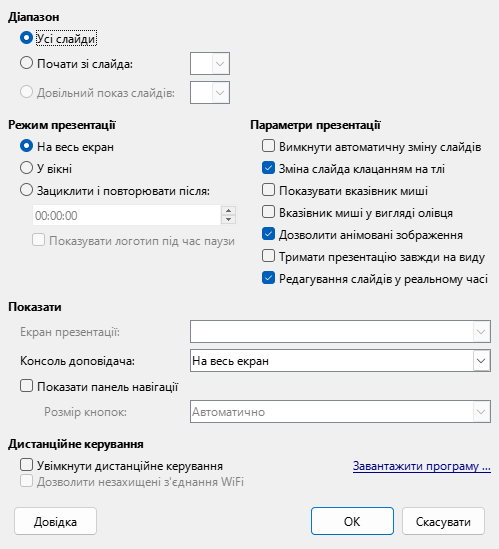 Діапазон
Усі слайди
Почати зі слайда:
Довільний показ слайдів:
Режим презентації
На весь екран
У вікні
Зациклити і повторювати після:
00:00:00
Показувати логотип під час паузи
Параметри презентації
Вимкнути автоматичну зміну слайдів
Зміна слайда клацанням на тлі
Показувати вказівник миші
Вказівник миші у вигляді олівця
Дозволити анімовані зображення
Тримати презентацію завжди на виду
Редагування слайдів у реальному часі
Показати
Екран презентації:
Консоль доповідача: На весь екран
Показати панель навігації
Розмір кнопок: Автоматично
Дистанційне керування
Увімкнути дистанційне керування Завантажити програму ...
Дозволити незахищені з'єднання WiFi
Довідка ОК Скасувати